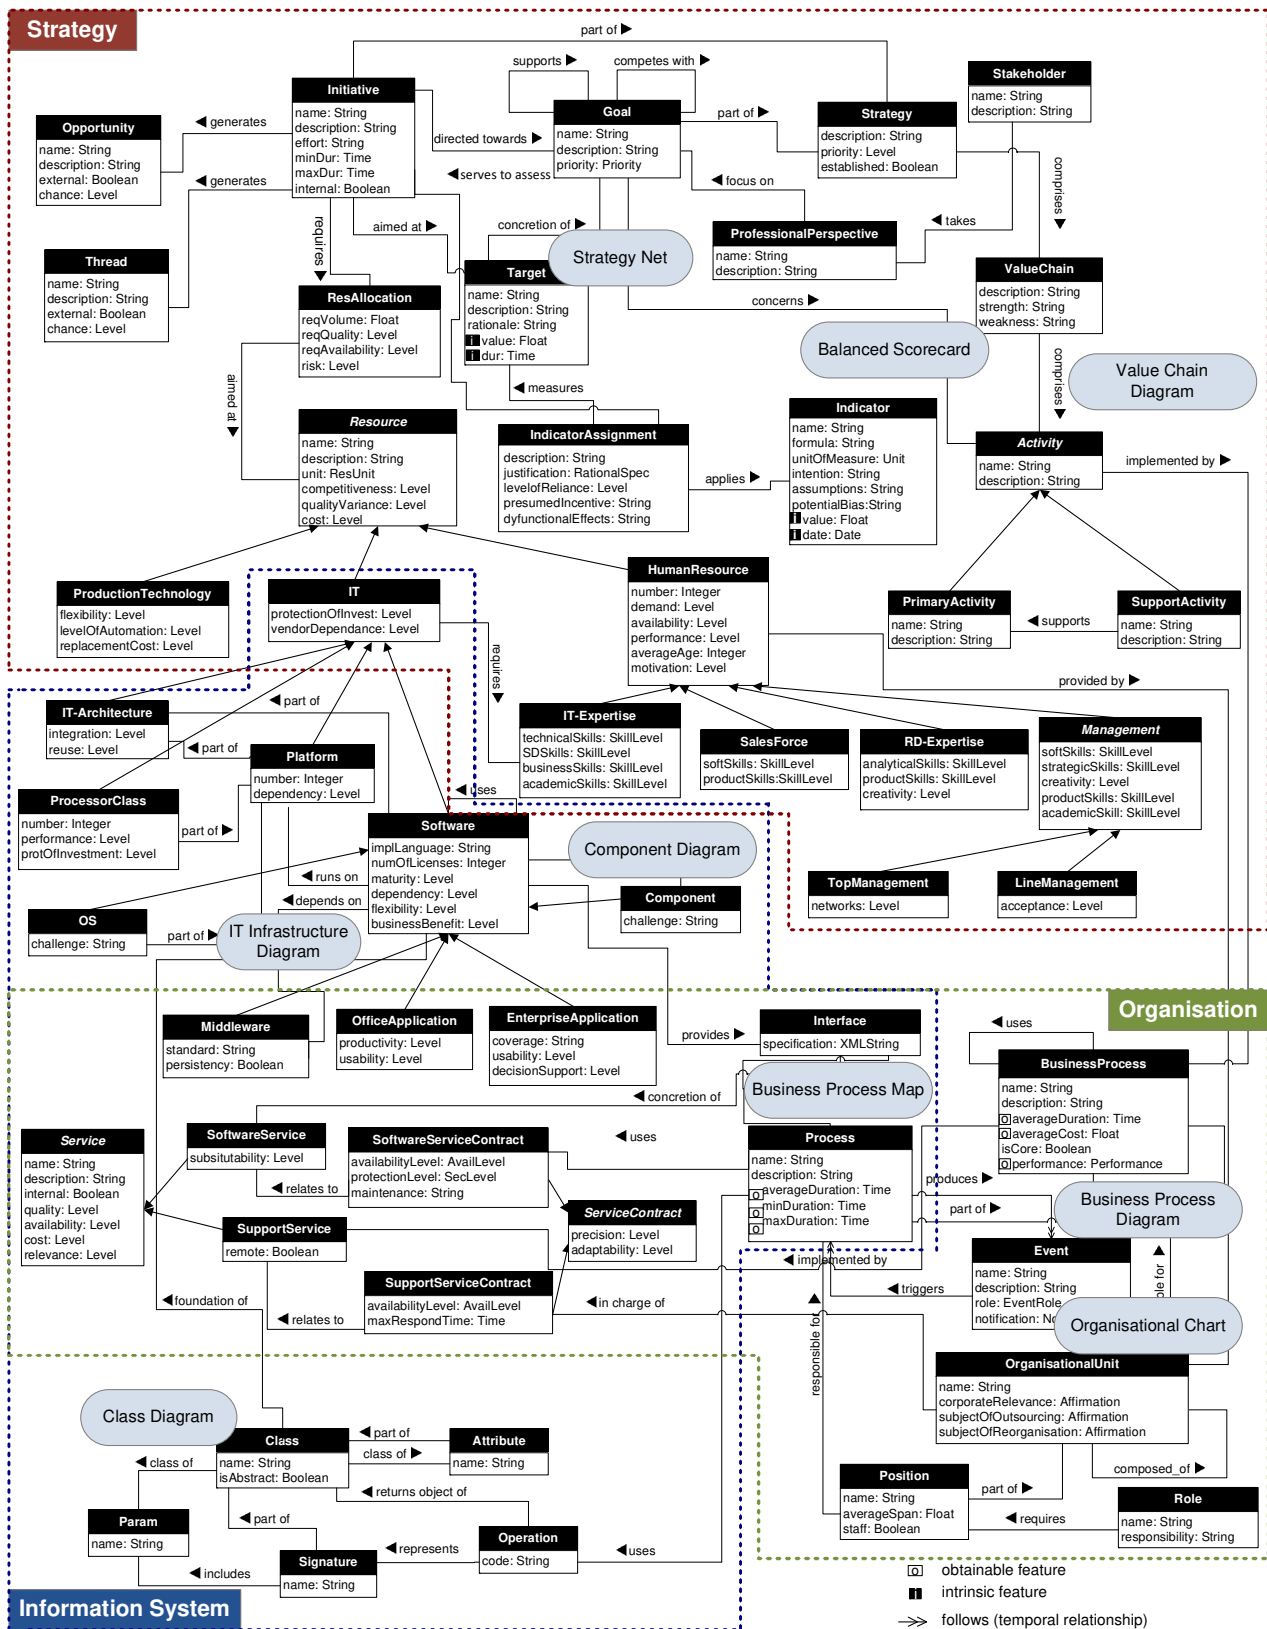 Strategy
part of
supports
competes with
Initiative
name: String
description: String
effort: String
minDur: Time
maxDur: Time
internal: Boolean
Goal
name: String
description: String
priority: Priority
part of
Strategy
description: String
priority: Level
established: Boolean
Stakeholder
name: String
description: String
Opportunity
name: String
description: String
external: Boolean
chance: Level
generates
directed towards
generates
serves to assess
focus on
comprises
takes
requires
aimed at
concretion of
Strategy Net
ProfessionalPerspective
name: String
description: String
Thread
name: String
description: String
external: Boolean
chance: Level
ResAllocation
reqVolume: Float
reqQuality: Level
reqAvailability: Level
risk: Level
Target
name: String
description: String
rationale: String
i value: Float
i dur: Time
concerns
ValueChain
description: String
strength: String
weakness: String
Balanced Scorecard
comprises
Value Chain
Diagram
aimed at
measures
Resource
name: String
description: String
unit: ResUnit
competitiveness: Level
qualityVariance: Level
cost: Level
IndicatorAssignment
description: String
justification: RationalSpec
levelofReliance: Level
presumedIncentive: String
dyfunctionalEffects: String
applies
Indicator
name: String
formula: String
unitOfMeasure: Unit
intention: String
assumptions: String
potentialBias:String
i value: Float
i date: Date
Activity
name: String
description: String
implemented by
ProductionTechnology
flexibility: Level
levelOfAutomation: Level
replacementCost: Level
IT
protectionOfInvest: Level
vendorDependance: Level
HumanResource
number: Integer
demand: Level
availability: Level
performance: Level
averageAge: Integer
motivation: Level
PrimaryActivity
name: String
description: String
supports
SupportActivity
name: String
description: String
requires
provided by
IT-Architecture
integration: Level
reuse: Level
part of
part of
Platform
number: Integer
dependency: Level
IT-Expertise
technicalSkills: SkillLevel
SDSkills: SkillLevel
businessSkills: SkillLevel
academicSkills: SkillLevel
SalesForce
softSkills: SkillLevel
productSkills:SkillLevel
RD-Expertise
analyticalSkills: SkillLevel
productSkills: SkillLevel
creativity: Level
Management
softSkills: SkillLevel
strategicSkills: SkillLevel
creativity: Level
productSkills: SkillLevel
academicSkill: SkillLevel
ProcessorClass
number: Integer
performance: Level
protOfInvestment: Level
part of
uses
Software
implLanguage: String
numOfLicenses: Integer
maturity: Level
dependency: Level
flexibility: Level
businessBenefit: Level
Component Diagram
runs on
depends on
Component
challenge: String
TopManagement
networks: Level
LineManagement
acceptance: Level
OS
challenge: String
part of
IT Infrastructure
Diagram
Organisation
Middleware
standard: String
persistency: Boolean
OfficeApplication
productivity: Level
usability: Level
EnterpriseApplication
coverage: String
usability: Level
decisionSupport: Level
provides
Interface
specification: XMLString
uses
BusinessProcess
name: String
description: String
o averageDuration: Time
o averageCost: Float
isCore: Boolean
o performance: Performance
Business Process Map
concretion of
Service
name: String
description: String
internal: Boolean
quality: Level
availability: Level
cost: Level
relevance: Level
SoftwareService
subsitutability: Level
relates to
SoftwareServiceContract
availabilityLevel: AvailLevel
protectionLevel: SecLevel
maintenance: String
uses
Process
name: String
description: String
o averageDuration: Time
o minDuration: Time
o maxDuration: Time
produces
part of
Business Process
Diagram
SupportService
remote: Boolean
ServiceContract
precision: Level
adaptability: Level
implemented by
Event
name: String
description: String
role: EventRole
notification: No
ble for
SupportServiceContract
availabilityLevel: AvailLevel
maxRespondTime: Time
foundation of
relates to
in charge of
triggers
responsible for
Organisational Chart
OrganisationalUnit
name: String
corporateRelevance: Affirmation
subjectOfOutsourcing: Affirmation
subjectOfReorganisation: Affirmation
Class Diagram
Class
name: String
isAbstract: Boolean
part of
class of
Attribute
name: String
class of
composed_of
Position
name: String
averageSpan: Float
staff: Boolean
part of
requires
Role
name: String
responsibility: String
returns object of
Param
name: String
part of
Signature
name: String
represents
Operation
code: String
uses
includes
o obtainable feature
i intrinsic feature
follows (temporal relationship)
Information System